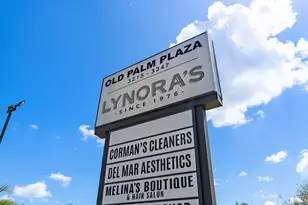 OLD PALM PLAZA
3215 - 3247
LYNORA'S
• SINCE 1976 •
CORMAN'S CLEANERS
DEL MAR AESTHETICS
MELINA'S BOUTIQUE
& HAIR SALON